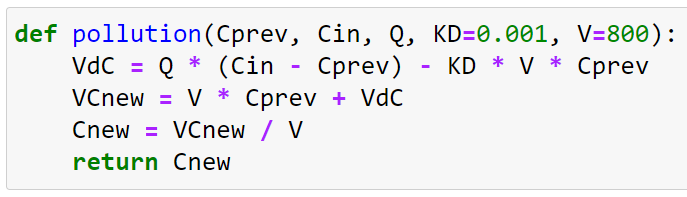 def pollution(Cprev, Cin, Q, KD=0.001, V=800):
    VdC = Q * (Cin - Cprev) - KD * V * Cprev
    VCnew = V * Cprev + VdC
    Cnew = VCnew / V
    return Cnew